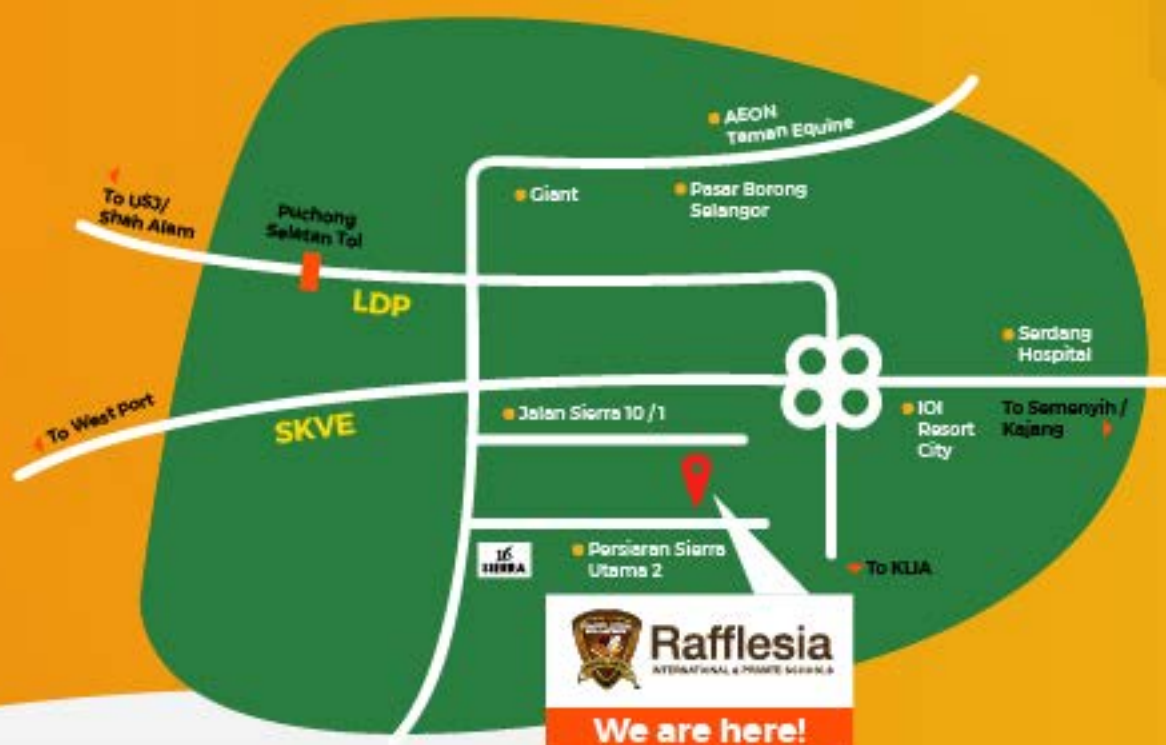 AEON
Taman Equine
Giant
Pasar Borong
Selangor
To USJ/
Shah Alam
Puchong
Selatan Tol
LDP
Serdang
Hospital
To West Port
SKVE
Jalan Sierra 10 /1
IOI
Resort
City
To Semenyih /
Kajang
16
SIERRA
Persiaran Sierra
Utama 2
To KLIA
Rafflesia
INTERNATIONAL & PRIVATE SCHOOLS
We are here!